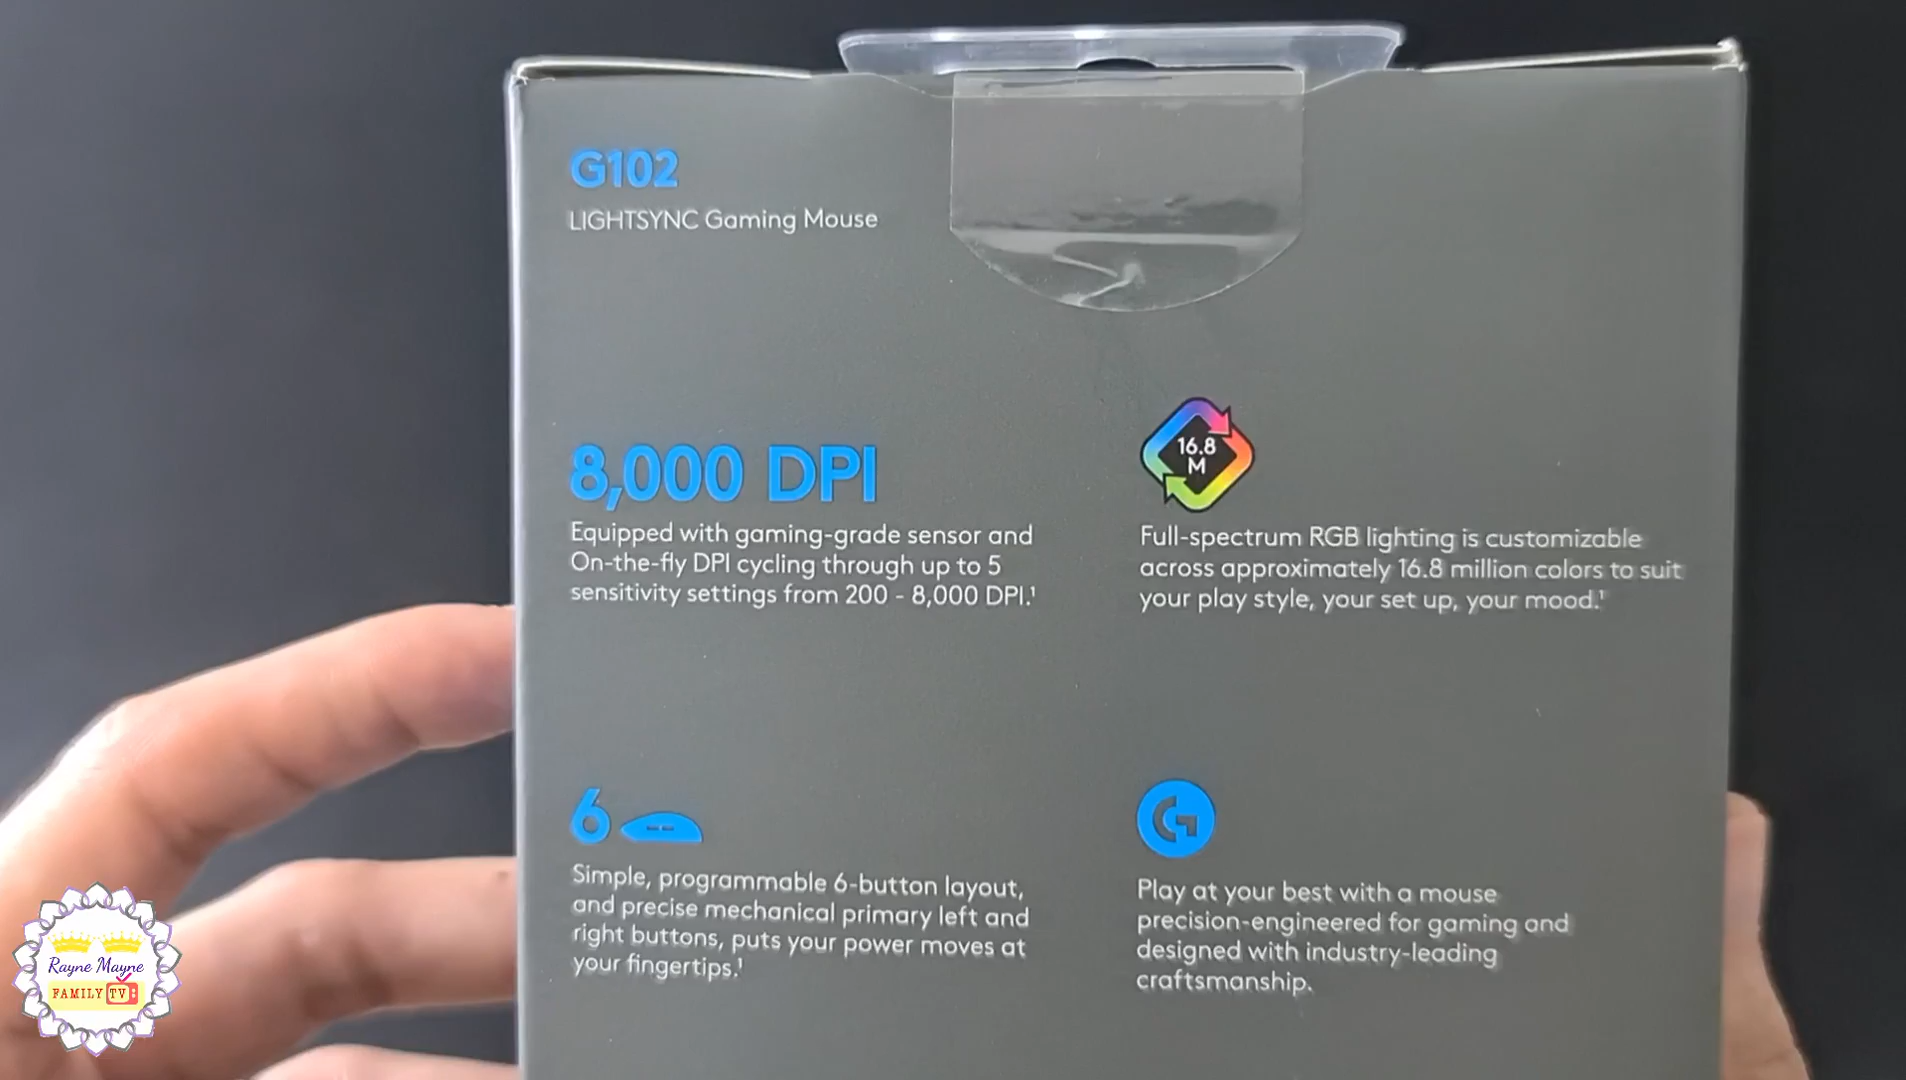 G102
LIGHTSYNC Gaming Mouse
8,000 DPI
Equipped with gaming-grade sensor and
On-the-fly DPI cycling through up to 5
sensitivity settings from 200 - 8,000 DPI.¹
16.8
M
Full-spectrum RGB lighting is customizable
across approximately 16.8 million colors to suit
your play style, your set up, your mood.¹
6
Simple, programmable 6-button layout,
and precise mechanical primary left and
right buttons, puts your power moves at
your fingertips.¹
G
Play at your best with a mouse
precision-engineered for gaming and
designed with industry-leading
craftsmanship.
Rayne Mayne
FAMILY TV